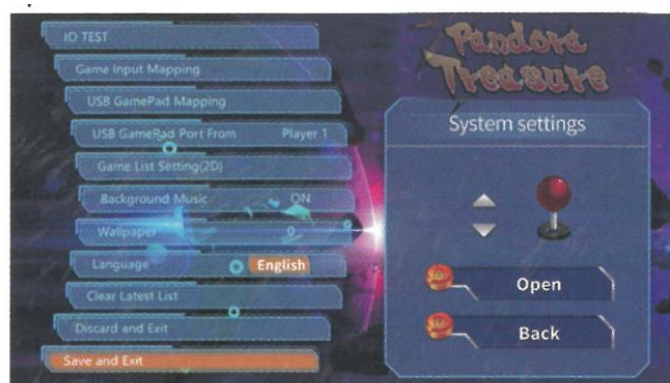 IO TEST
Game Input Mapping
USB GamePad Mapping
USB GamePad Port From Player 1
Game List Setting(2D)
Background Music ON
Wallpaper 0
Language English
Clear Latest List
Discard and Exit
Save and Exit
Pandora
Treasure
System settings
Open
Back